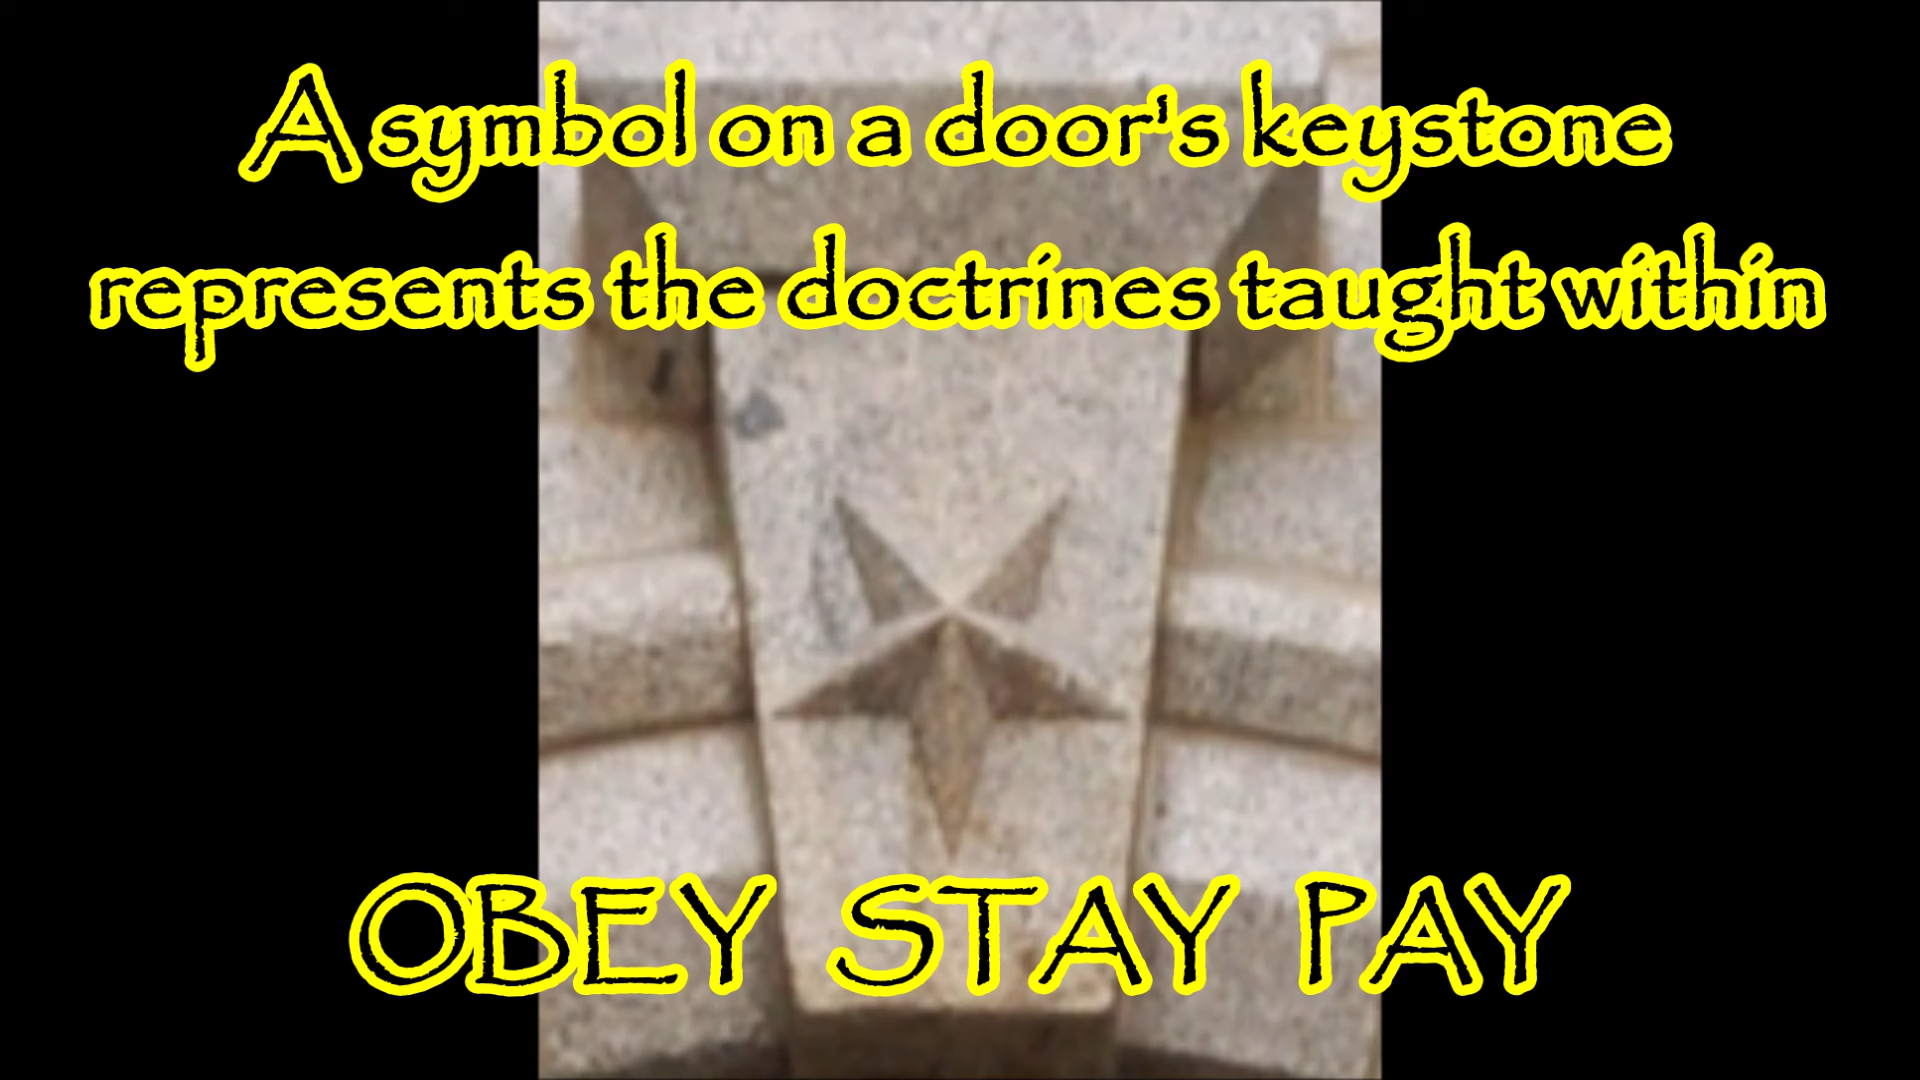 A symbol on a door's keystone
represents the doctrines taught within
OBEY STAY PAY